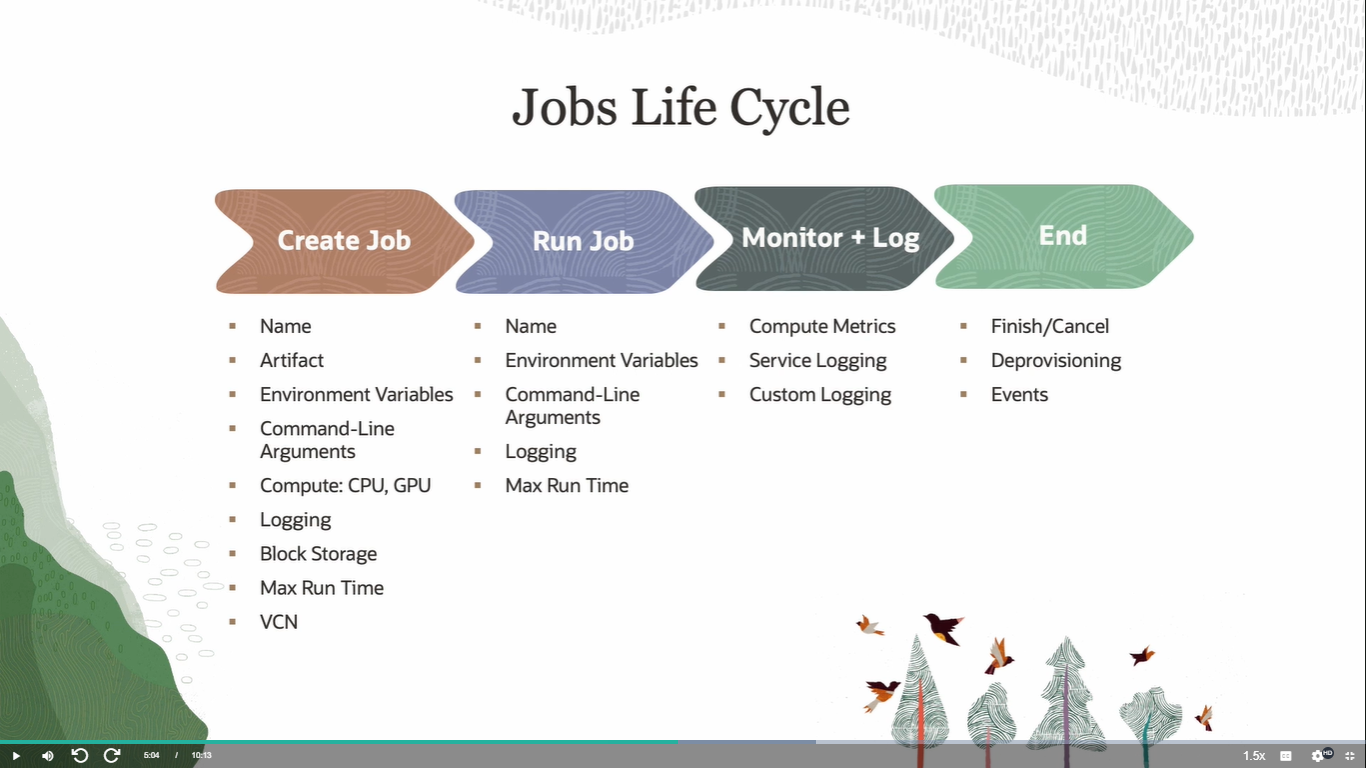 Jobs Life Cycle
Create Job
Run Job
Monitor + Log
End
Name
Artifact
Environment Variables
Command-Line
Arguments
Compute: CPU, GPU
Logging
Block Storage
Max Run Time
VCN
Name
Environment Variables
Command-Line
Arguments
Logging
Max Run Time
Compute Metrics
Service Logging
Custom Logging
Finish/Cancel
Deprovisioning
Events
5:04 / 10:13
1.5x
HD